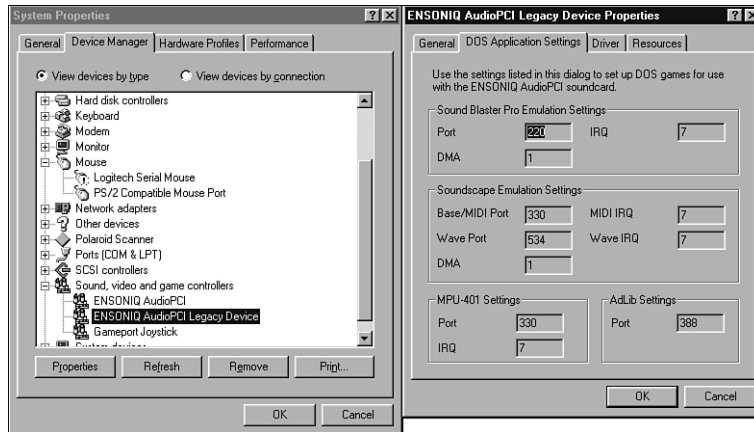 System Properties
General Device Manager Hardware Profiles Performance
View devices by type View devices by connection
Hard disk controllers
Keyboard
Modem
Monitor
Mouse
Logitech Serial Mouse
PS/2 Compatible Mouse Port
Network adapters
Other devices
Polaroid Scanner
Ports (COM & LPT)
SCSI controllers
Sound, video and game controllers
ENSONIQ AudioPCI
ENSONIQ AudioPCI Legacy Device
Gameport Joystick
System devices
Properties Refresh Remove Print...
OK Cancel
ENSONIQ AudioPCI Legacy Device Properties
General DOS Application Settings Driver Resources
Use the settings listed in this dialog to set up DOS games for use
with the ENSONIQ AudioPCI soundcard.
Sound Blaster Pro Emulation Settings
Port 220 IRQ 7
DMA 1
Soundscape Emulation Settings
Base/MIDI Port 330 MIDI IRQ 7
Wave Port 534 Wave IRQ 7
DMA 1
MPU-401 Settings
Port 330
IRQ 7
AdLib Settings
Port 388
OK Cancel